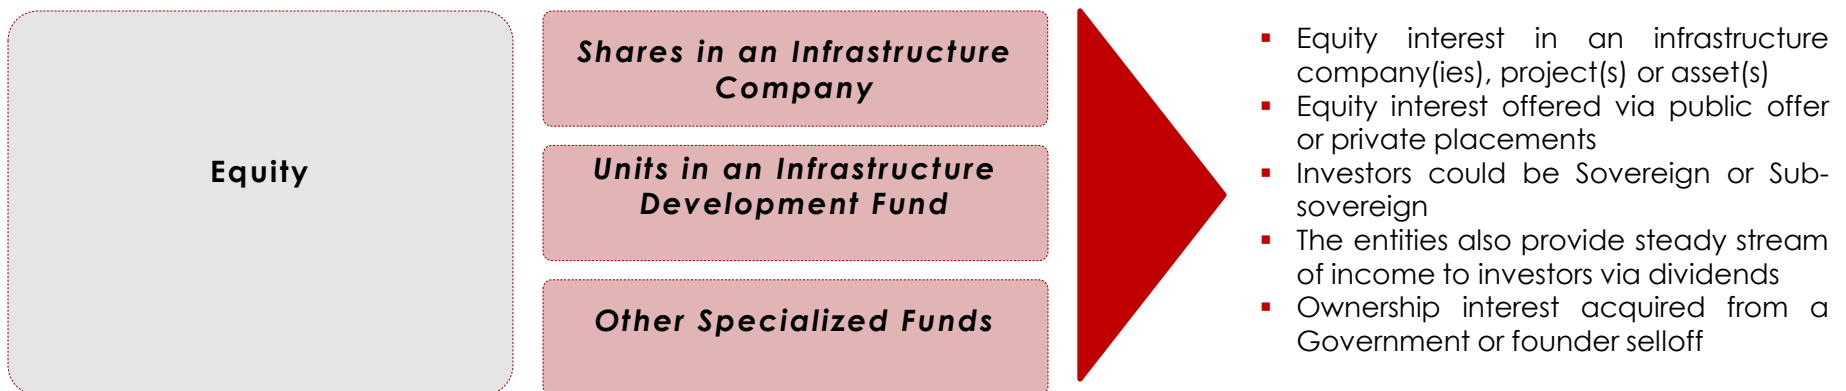 Equity
Shares in an Infrastructure
Company
Units in an Infrastructure
Development Fund
Other Specialized Funds
▪ Equity interest in an infrastructure
company(ies), project(s) or asset(s)
▪ Equity interest offered via public offer
or private placements
▪ Investors could be Sovereign or Sub-
sovereign
▪ The entities also provide steady stream
of income to investors via dividends
▪ Ownership interest acquired from a
Government or founder selloff